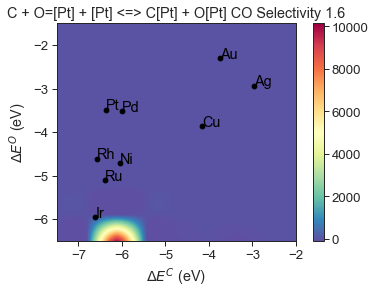 C + O=[Pt] + [Pt] <=> C[Pt] + O[Pt] CO Selectivity 1.6
ΔE^O (eV)
−2
−3
−4
−5
−6
Au
Ag
Pt
Pd
Cu
Rh
Ni
Ru
Ir
−7
−6
−5
−4
−3
−2
ΔE^C (eV)
10000
8000
6000
4000
2000
0